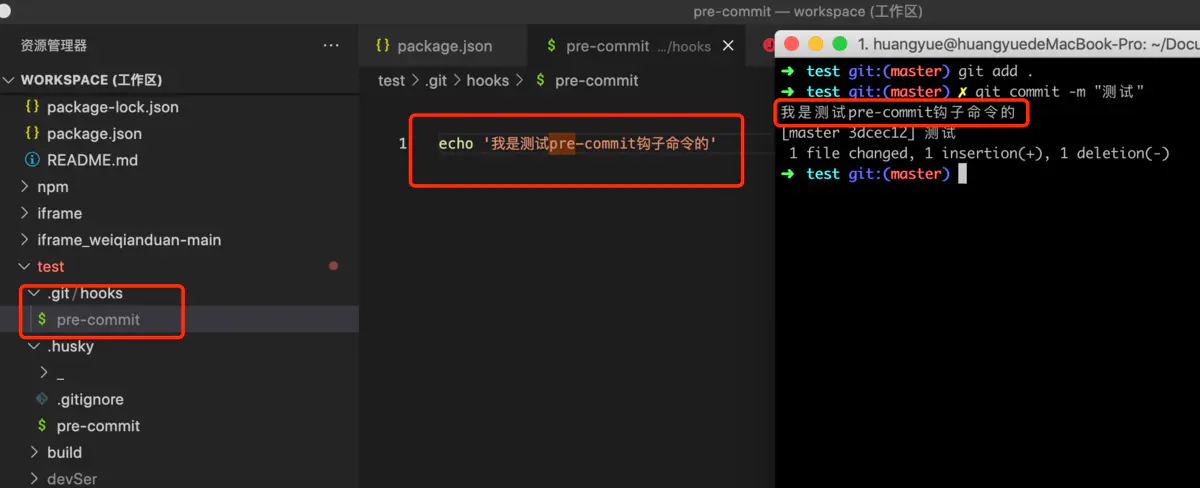 pre-commit — workspace (工作区)
资源管理器 ···
WORKSPACE (工作区)
{} package-lock.json
{} package.json
README.md
npm
iframe
iframe_weiqianduan-main
test
.git / hooks
$ pre-commit
.husky
_
.gitignore
$ pre-commit
build
devSer
{} package.json
$ pre-commit .../hooks
test > .git > hooks > $ pre-commit
1 echo '我是测试pre-commit钩子命令的'
1. huangyue@huangyuedeMacBook-Pro: ~/Docu
➜ test git:(master) git add .
➜ test git:(master) ✗ git commit -m "测试"
我是测试pre-commit钩子命令的
[master 3dcec12] 测试
1 file changed, 1 insertion(+), 1 deletion(-)
➜ test git:(master)